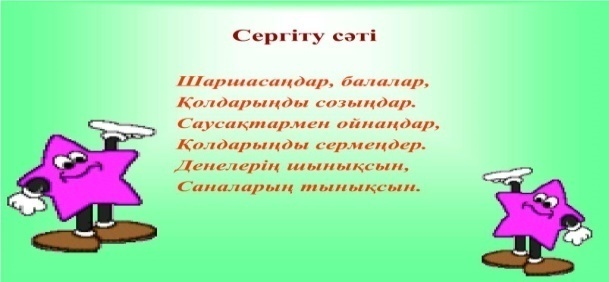 Сергіту сәті
Шаршасаңдар, балалар,
Қолдарыңды созыңдар.
Саусақтармен ойнаңдар,
Қолдарыңды сермеңдер.
Денелерің шынықсын,
Саналарың тынықсын.